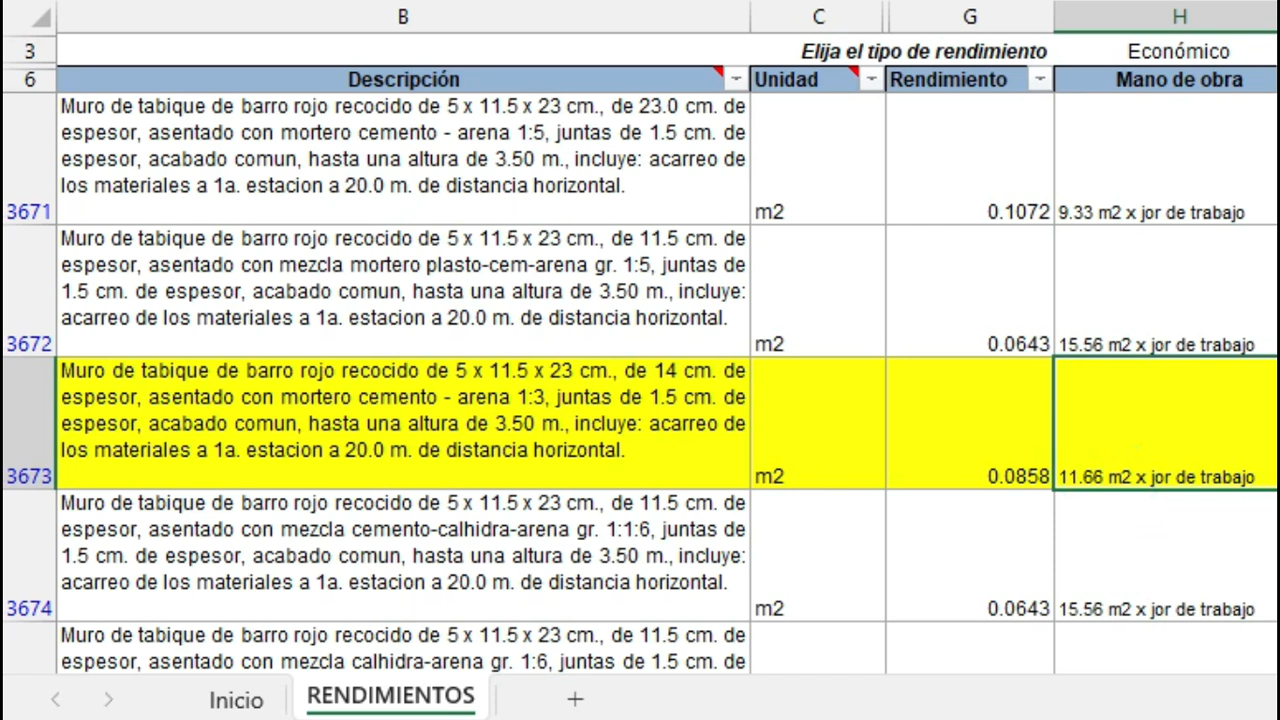 B C G H
3 Elija el tipo de rendimiento Económico
6 Descripción Unidad Rendimiento Mano de obra
Muro de tabique de barro rojo recocido de 5 x 11.5 x 23 cm., de 23.0 cm. de
espesor, asentado con mortero cemento - arena 1:5, juntas de 1.5 cm. de
espesor, acabado comun, hasta una altura de 3.50 m., incluye: acarreo de
los materiales a 1a. estacion a 20.0 m. de distancia horizontal.
3671 m2 0.1072 9.33 m2 x jor de trabajo
Muro de tabique de barro rojo recocido de 5 x 11.5 x 23 cm., de 11.5 cm. de
espesor, asentado con mezcla mortero plasto-cem-arena gr. 1:5, juntas de
1.5 cm. de espesor, acabado comun, hasta una altura de 3.50 m., incluye:
acarreo de los materiales a 1a. estacion a 20.0 m. de distancia horizontal.
3672 m2 0.0643 15.56 m2 x jor de trabajo
Muro de tabique de barro rojo recocido de 5 x 11.5 x 23 cm., de 14 cm. de
espesor, asentado con mortero cemento - arena 1:3, juntas de 1.5 cm. de
espesor, acabado comun, hasta una altura de 3.50 m., incluye: acarreo de
los materiales a 1a. estacion a 20.0 m. de distancia horizontal.
3673 m2 0.0858 11.66 m2 x jor de trabajo
Muro de tabique de barro rojo recocido de 5 x 11.5 x 23 cm., de 11.5 cm. de
espesor, asentado con mezcla cemento-calhidra-arena gr. 1:1:6, juntas de
1.5 cm. de espesor, acabado comun, hasta una altura de 3.50 m., incluye:
acarreo de los materiales a 1a. estacion a 20.0 m. de distancia horizontal.
3674 m2 0.0643 15.56 m2 x jor de trabajo
Muro de tabique de barro rojo recocido de 5 x 11.5 x 23 cm., de 11.5 cm. de
espesor, asentado con mezcla calhidra-arena gr. 1:6, juntas de 1.5 cm. de
Inicio RENDIMIENTOS +